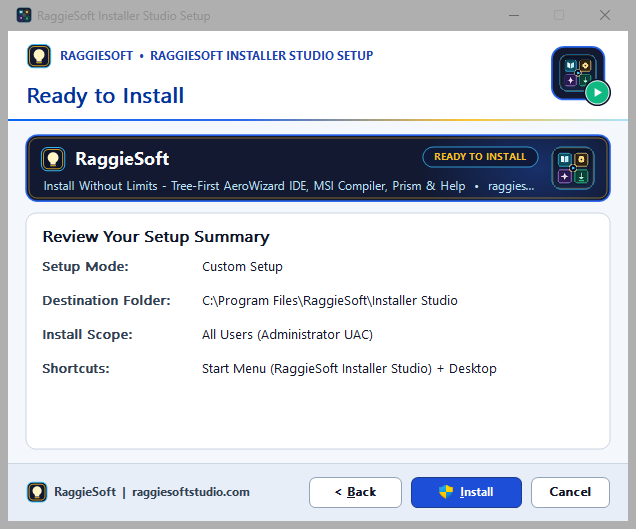 RaggieSoft Installer Studio Setup
RAGGIESOFT • RAGGIESOFT INSTALLER STUDIO SETUP
Ready to Install
RaggieSoft
READY TO INSTALL
Install Without Limits - Tree-First AeroWizard IDE, MSI Compiler, Prism & Help • raggies...
Review Your Setup Summary
Setup Mode: Custom Setup
Destination Folder: C:\Program Files\RaggieSoft\Installer Studio
Install Scope: All Users (Administrator UAC)
Shortcuts: Start Menu (RaggieSoft Installer Studio) + Desktop
RaggieSoft | raggiesoftstudio.com
< Back
Install
Cancel